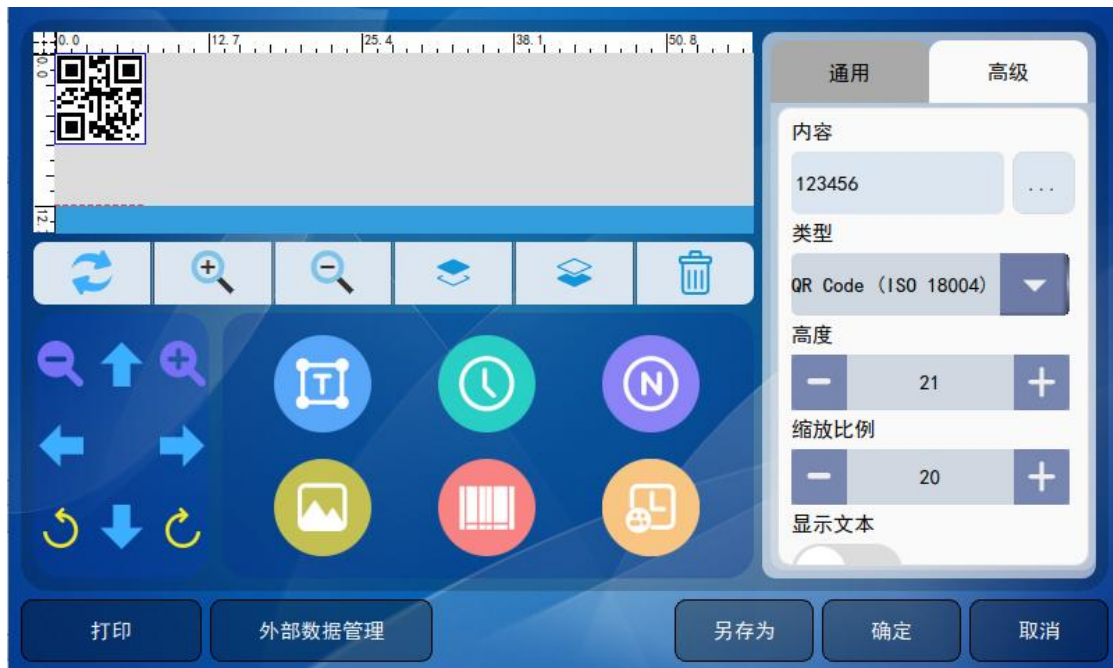 0.0 12.7 25.4 38.1 50.8
0.0
12.
通用 高级
内容
123456 ...
类型
QR Code (ISO 18004)
高度
21
缩放比例
20
显示文本
T
N
打印 外部数据管理 另存为 确定 取消